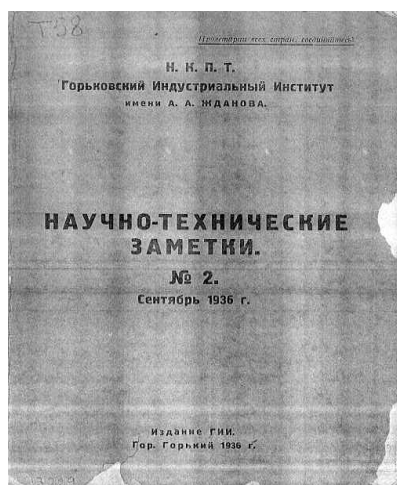 Т58
Пролетарии всех стран, соединяйтесь!
Н. К. П. Т.
Горьковский Индустриальный Институт
имени А. А. ЖДАНОВА.
НАУЧНО-ТЕХНИЧЕСКИЕ
ЗАМЕТКИ.
№ 2.
Сентябрь 1936 г.
Издание ГИИ.
Гор. Горький 1936 г.